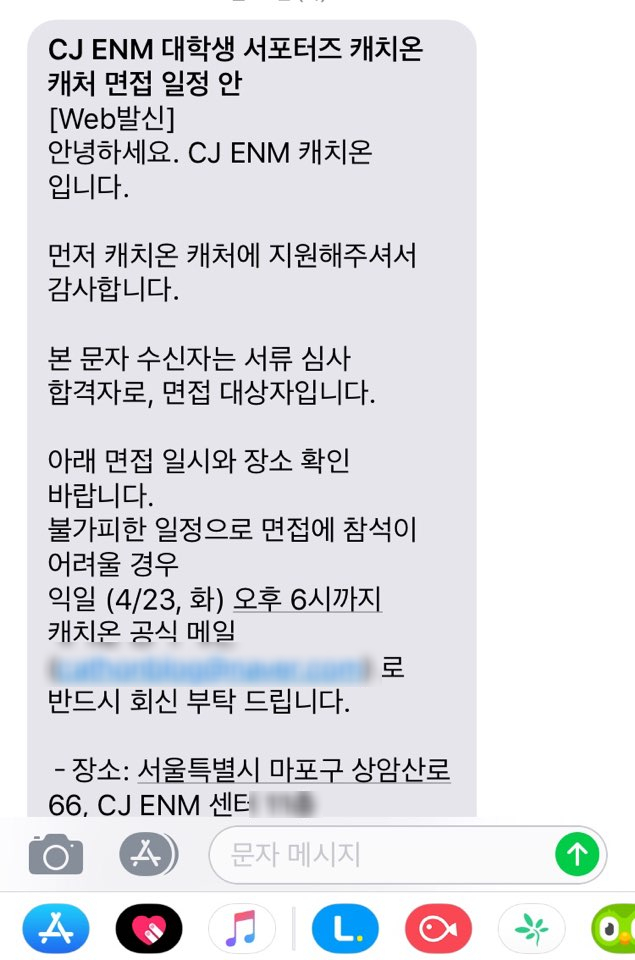 CJ ENM 대학생 서포터즈 캐치온
캐처 면접 일정 안
[Web발신]
안녕하세요. CJ ENM 캐치온
입니다.
먼저 캐치온 캐처에 지원해주셔서
감사합니다.
본 문자 수신자는 서류 심사
합격자로, 면접 대상자입니다.
아래 면접 일시와 장소 확인
바랍니다.
불가피한 일정으로 면접에 참석이
어려울 경우
익일 (4/23, 화) 오후 6시까지
캐치온 공식 메일
로
반드시 회신 부탁 드립니다.
- 장소: 서울특별시 마포구 상암산로
66, CJ ENM 센터
문자 메시지
L.